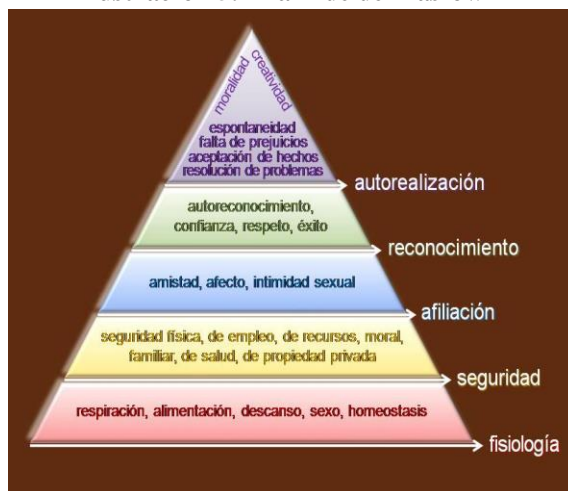 moralidad
creatividad
espontaneidad
falta de prejuicios
aceptación de hechos
resolución de problemas
autorealización
autoreconocimiento,
confianza, respeto, éxito
reconocimiento
amistad, afecto, intimidad sexual
afiliación
seguridad física, de empleo, de recursos, moral,
familiar, de salud, de propiedad privada
seguridad
respiración, alimentación, descanso, sexo, homeostasis
fisiología